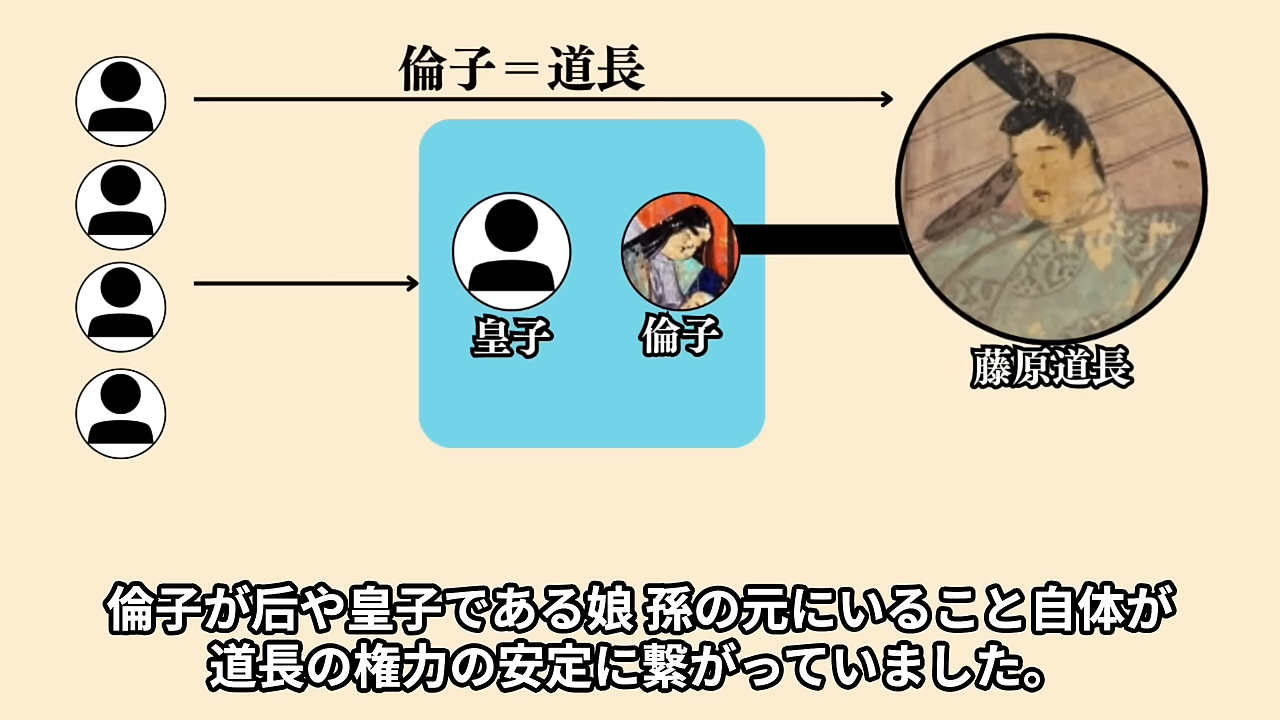 倫子＝道長
皇子
倫子
藤原道長
倫子が后や皇子である娘 孫の元にいること自体が
道長の権力の安定に繋がっていました。